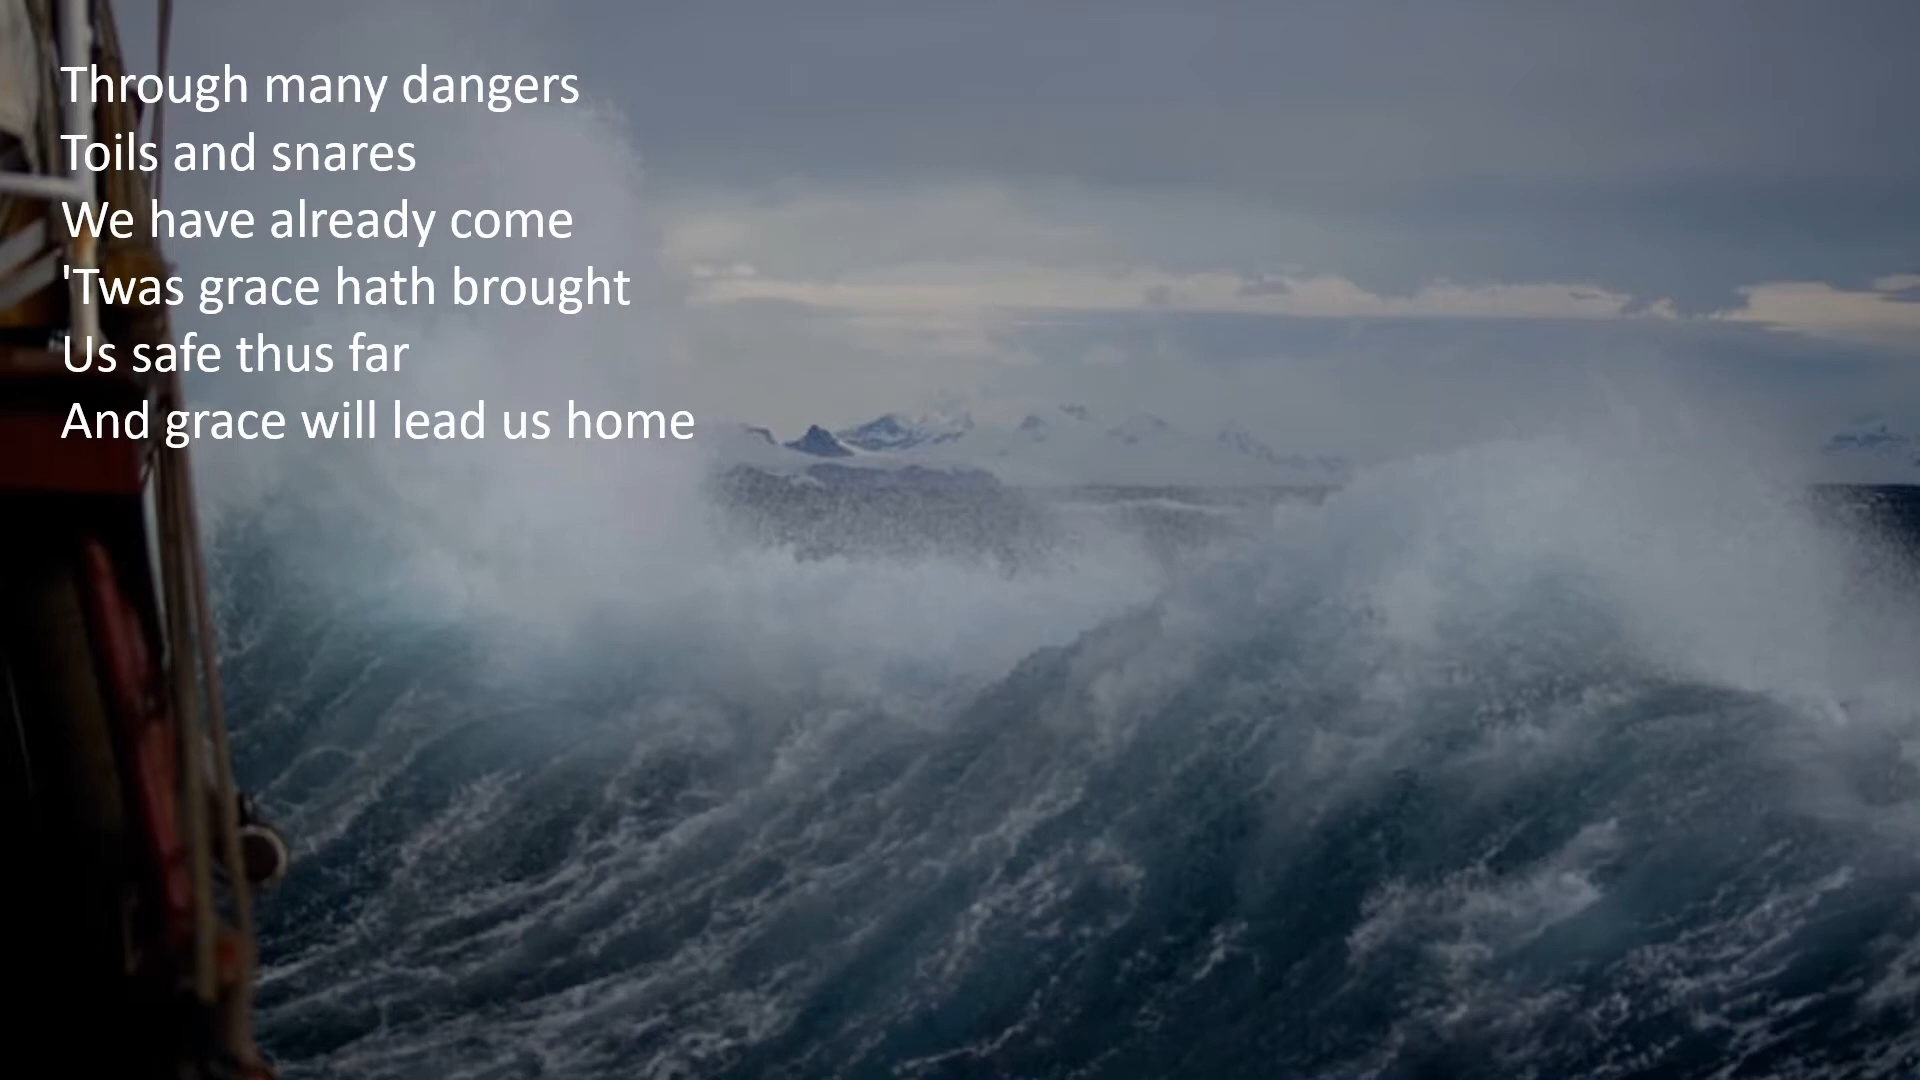 Through many dangers
Toils and snares
We have already come
'Twas grace hath brought
Us safe thus far
And grace will lead us home